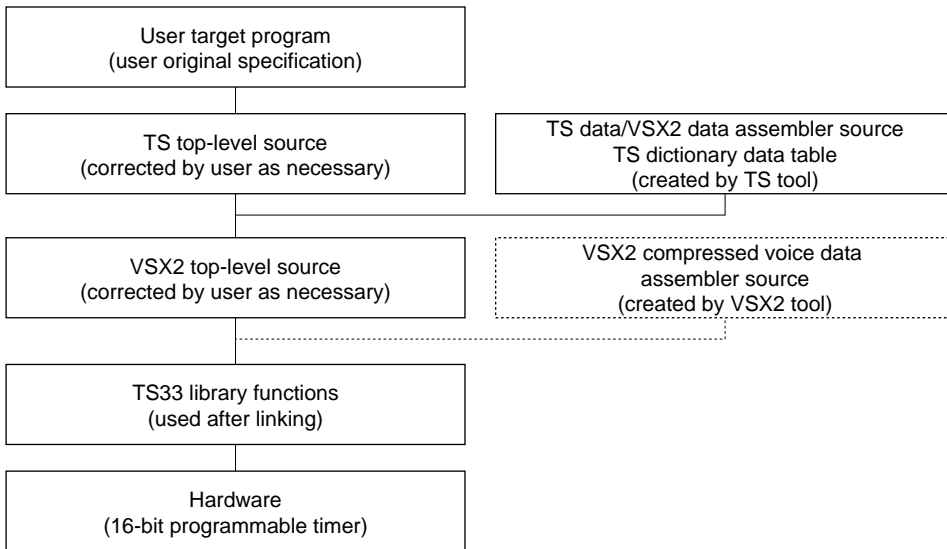 User target program
(user original specification)
TS top-level source
(corrected by user as necessary)
TS data/VSX2 data assembler source
TS dictionary data table
(created by TS tool)
VSX2 top-level source
(corrected by user as necessary)
VSX2 compressed voice data
assembler source
(created by VSX2 tool)
TS33 library functions
(used after linking)
Hardware
(16-bit programmable timer)